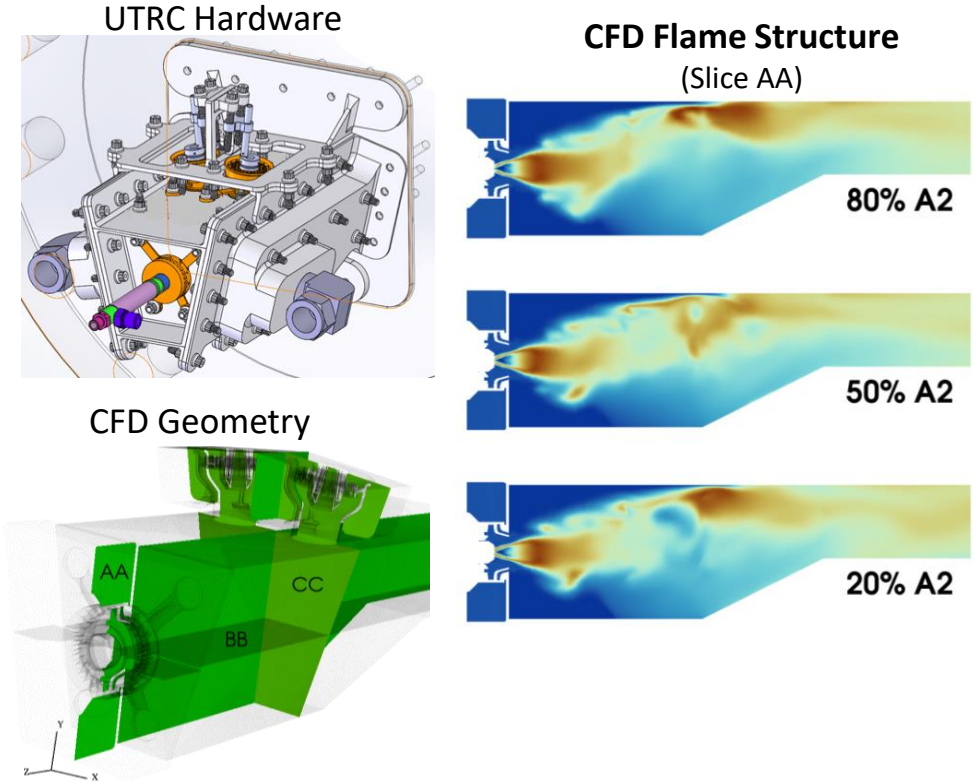 UTRC Hardware
CFD Geometry
AA
CC
BB
Y
Z
X
CFD Flame Structure
(Slice AA)
80% A2
50% A2
20% A2